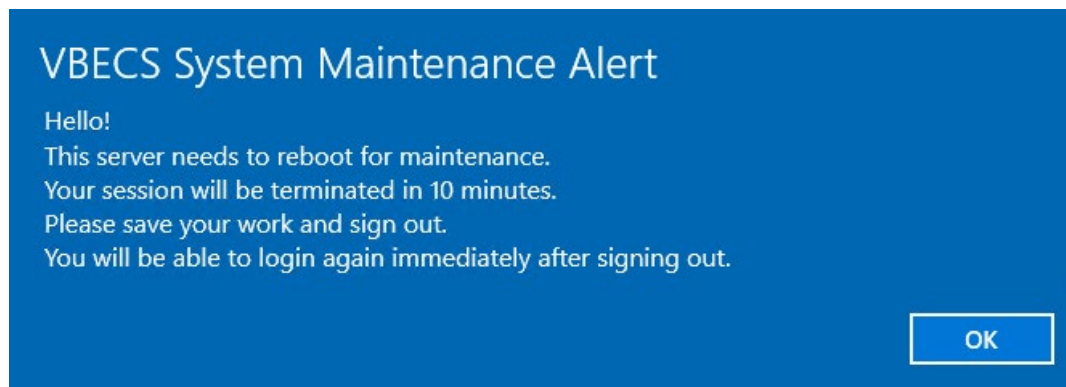 VBECS System Maintenance Alert
Hello!
This server needs to reboot for maintenance.
Your session will be terminated in 10 minutes.
Please save your work and sign out.
You will be able to login again immediately after signing out.
OK